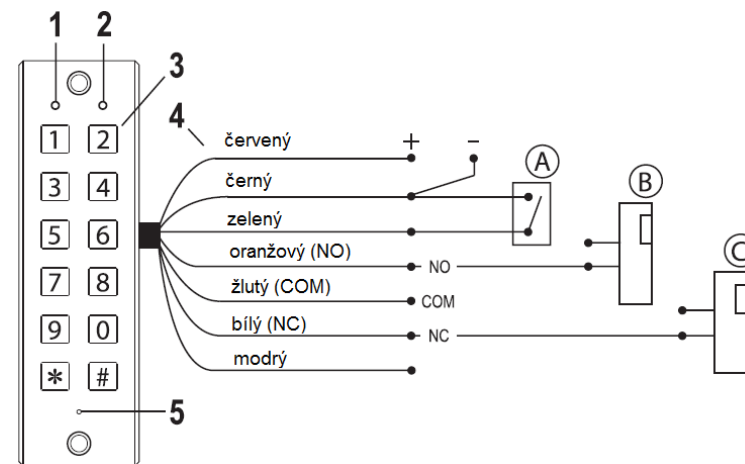 1 2
3
4
1 2
3 4
5 6
7 8
9 0
* #
5
červený + -
černý
zelený
oranžový (NO) NO
žlutý (COM) COM
bílý (NC) NC
modrý
A
B
C